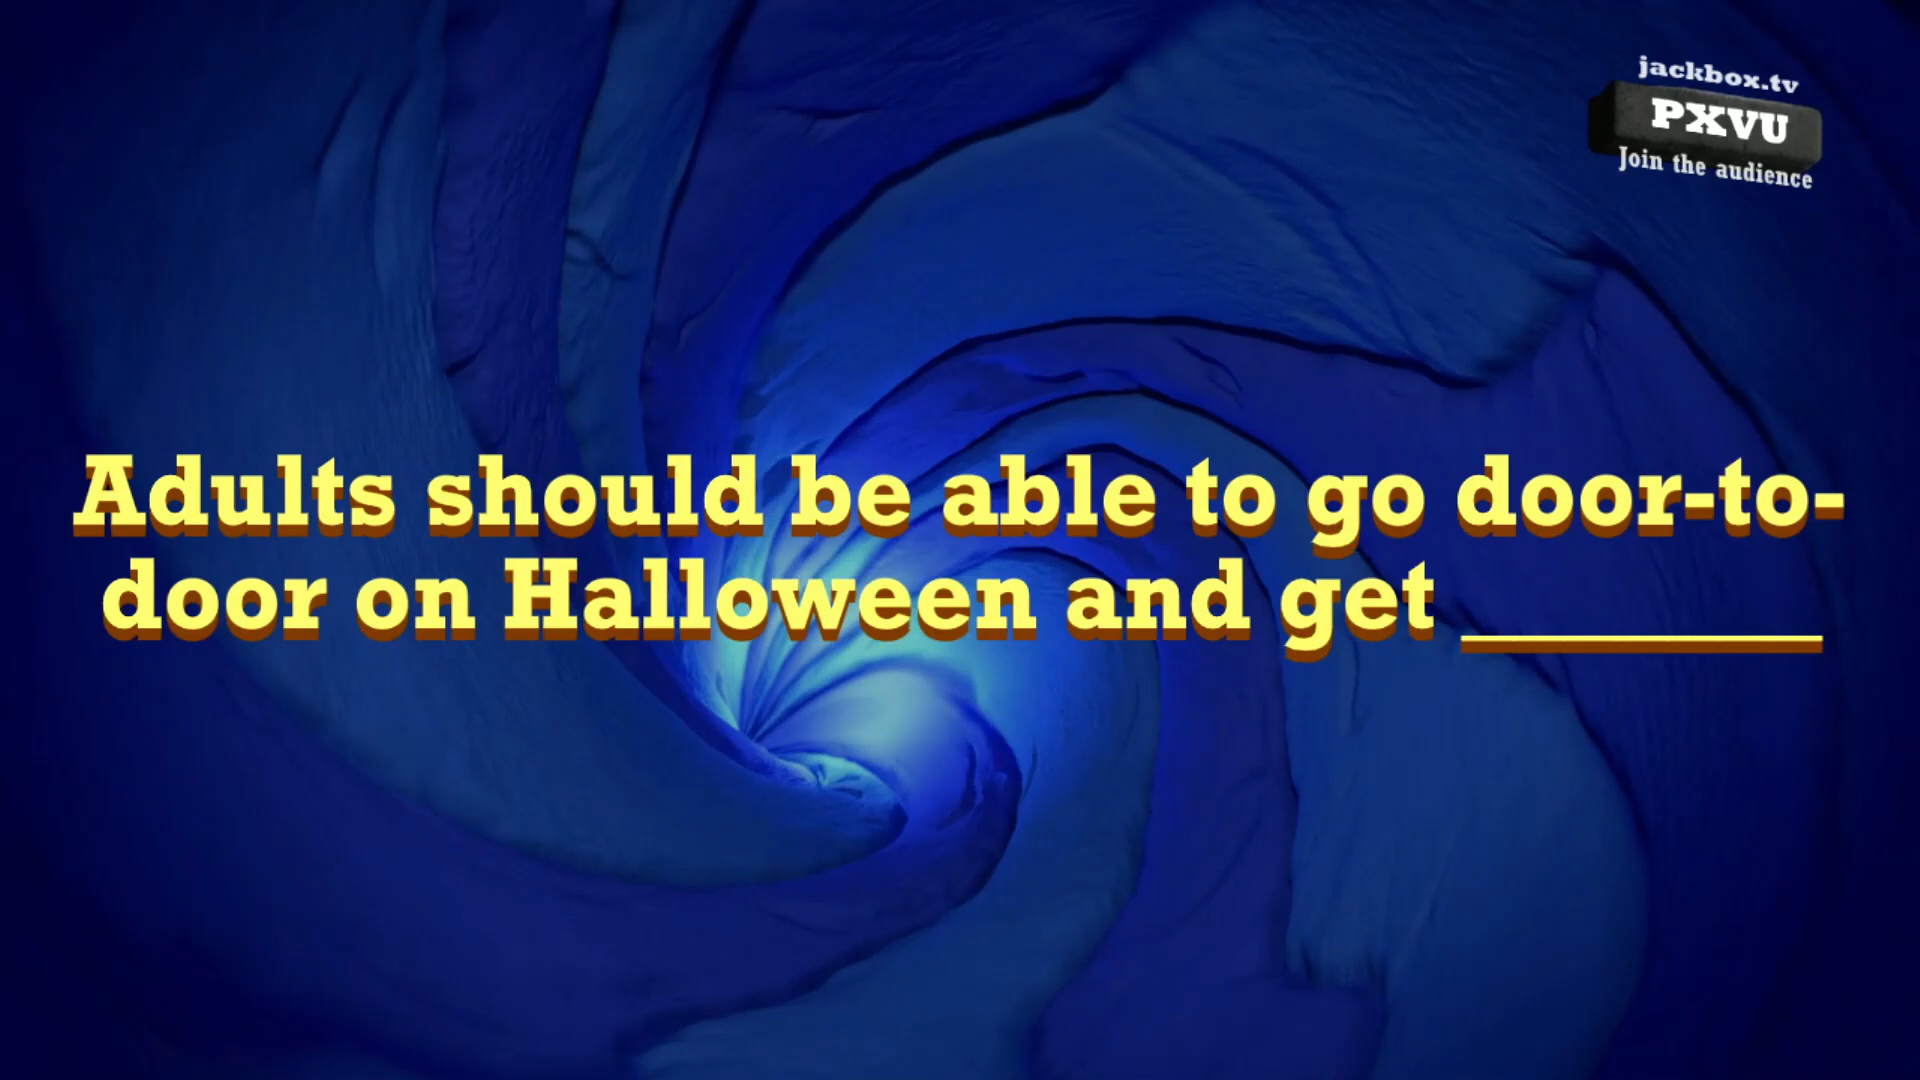 jackbox.tv
PXVU
Join the audience
Adults should be able to go door-to-
door on Halloween and get ________